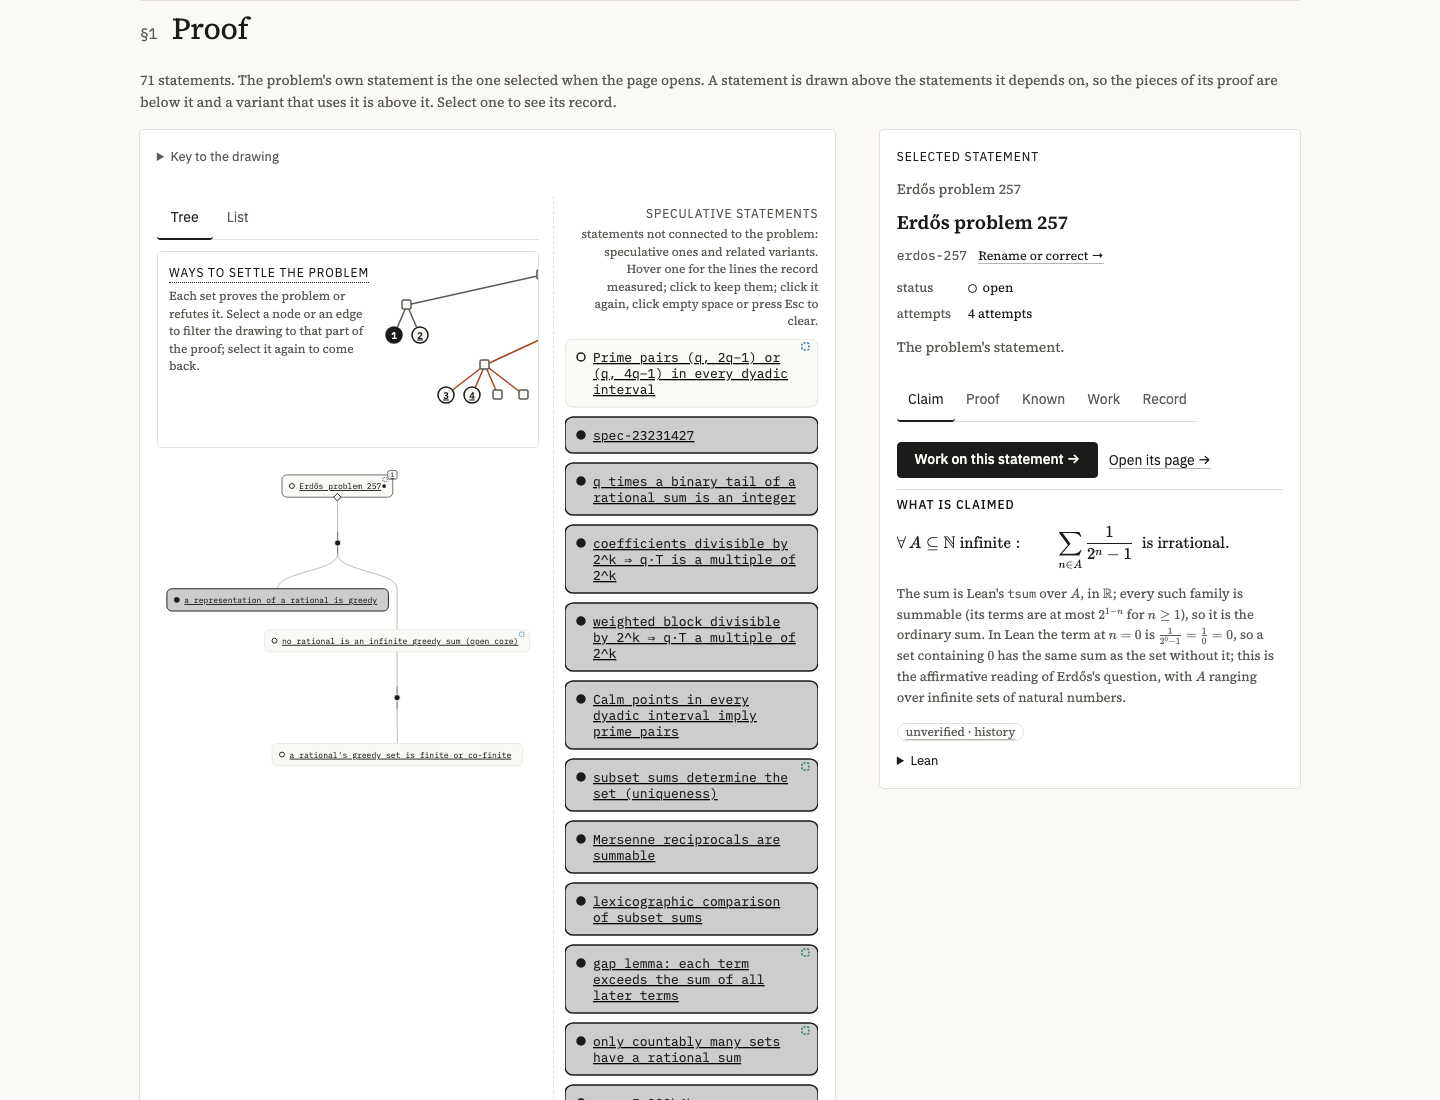 §1 Proof
71 statements. The problem's own statement is the one selected when the page opens. A statement is drawn above the statements it depends on, so the pieces of its proof are
below it and a variant that uses it is above it. Select one to see its record.
▶ Key to the drawing
Tree List
WAYS TO SETTLE THE PROBLEM
Each set proves the problem or
refutes it. Select a node or an edge
to filter the drawing to that part of
the proof; select it again to come
back.
1 2
3 4
Erdős problem 257
1
a representation of a rational is greedy
no rational is an infinite greedy sum (open core)
a rational's greedy set is finite or co-finite
SPECULATIVE STATEMENTS
statements not connected to the problem:
speculative ones and related variants.
Hover one for the lines the record
measured; click to keep them; click it
again, click empty space or press Esc to
clear.
Prime pairs (q, 2q−1) or
(q, 4q−1) in every dyadic
interval
spec-23231427
q times a binary tail of a
rational sum is an integer
coefficients divisible by
2^k ⇒ q·T is a multiple of
2^k
weighted block divisible
by 2^k ⇒ q·T a multiple of
2^k
Calm points in every
dyadic interval imply
prime pairs
subset sums determine the
set (uniqueness)
Mersenne reciprocals are
summable
lexicographic comparison
of subset sums
gap lemma: each term
exceeds the sum of all
later terms
only countably many sets
have a rational sum
SELECTED STATEMENT
Erdős problem 257
Erdős problem 257
erdos-257 Rename or correct →
status open
attempts 4 attempts
The problem's statement.
Claim Proof Known Work Record
Work on this statement → Open its page →
WHAT IS CLAIMED
∀ A ⊆ ℕ infinite : ∑_{n∈A} 1/(2^n − 1) is irrational.
The sum is Lean's tsum over A, in ℝ; every such family is
summable (its terms are at most 2^{1−n} for n ≥ 1), so it is the
ordinary sum. In Lean the term at n = 0 is 1/(2^0−1) = 1/0 = 0, so a
set containing 0 has the same sum as the set without it; this is
the affirmative reading of Erdős's question, with A ranging
over infinite sets of natural numbers.
unverified · history
▶ Lean